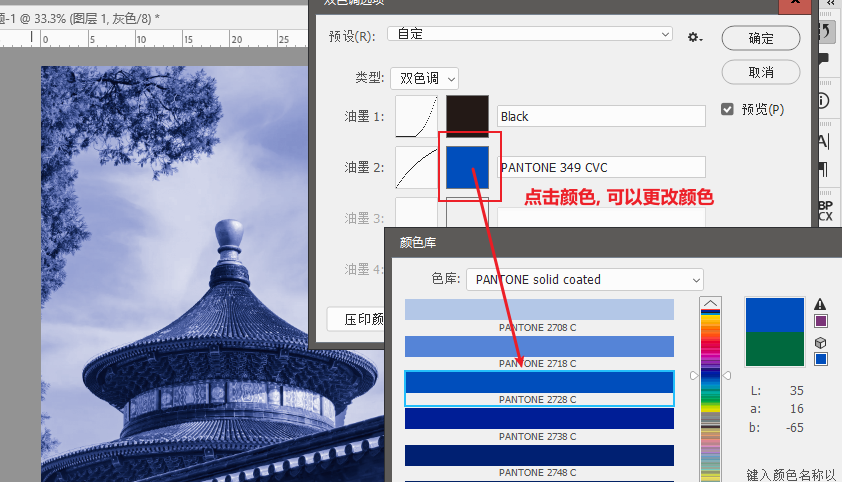 双色调选项
-1 @ 33.3% (图层 1, 灰色/8) *
0 5 10 15 20 25
预设(R): 自定
确定
类型: 双色调
取消
油墨 1: Black
预览(P)
油墨 2: PANTONE 349 CVC
点击颜色, 可以更改颜色
油墨 3:
油墨 4:
颜色库
色库: PANTONE solid coated
压印颜
PANTONE 2708 C
PANTONE 2718 C
PANTONE 2728 C
PANTONE 2738 C
PANTONE 2748 C
L: 35
a: 16
b: -65
键入颜色名称以